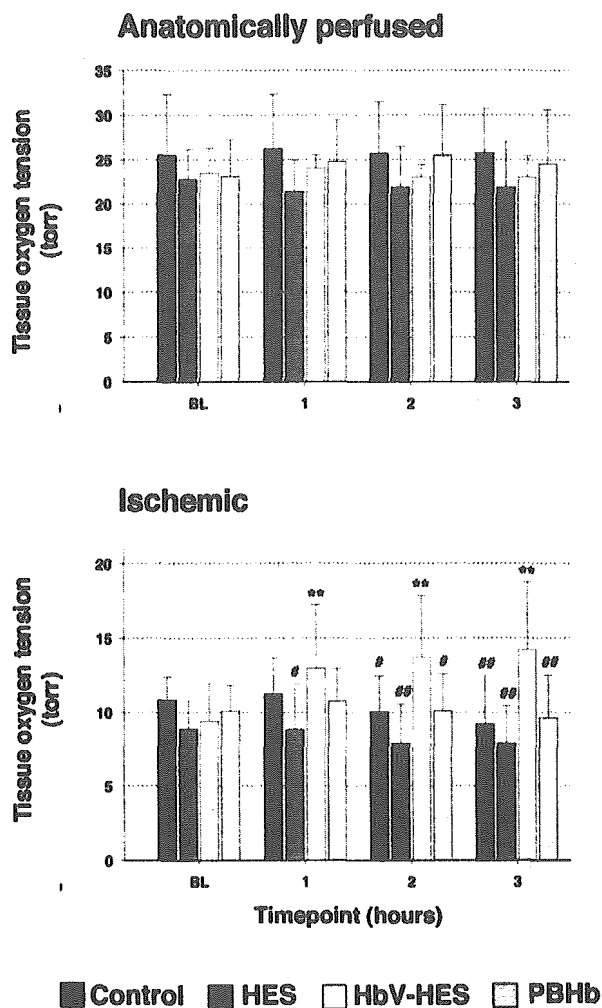 Anatomically perfused
Tissue oxygen tension
(torr)
35
30
25
20
15
10
5
0
BL
1
2
3
Ischemic
Tissue oxygen tension
(torr)
20
15
10
5
0
#
**
#
##
**
#
##
##
**
##
BL
1
2
3
Timepoint (hours)
Control HES HbV-HES PBHb